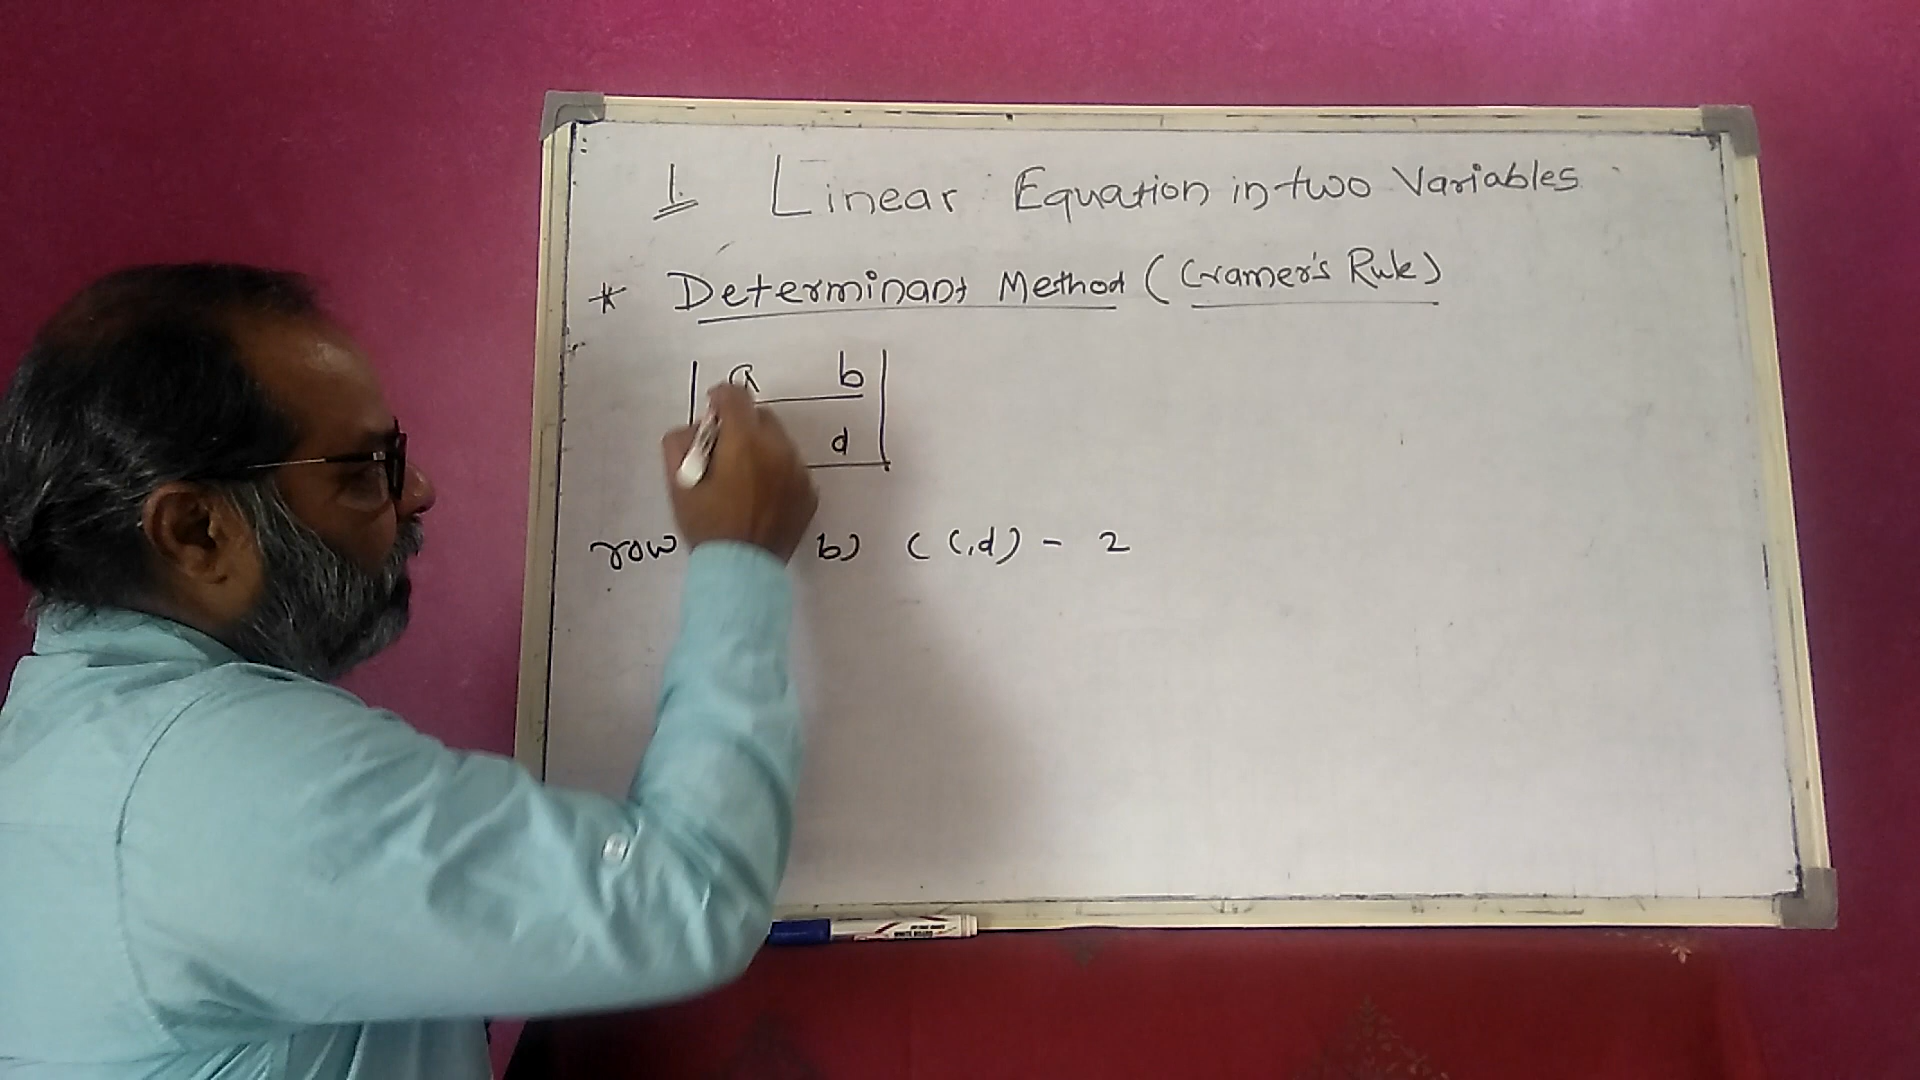 1. Linear Equation in two Variables
* Determinant Method (Cramer's Rule)
a b
d
row b) (c,d) - 2